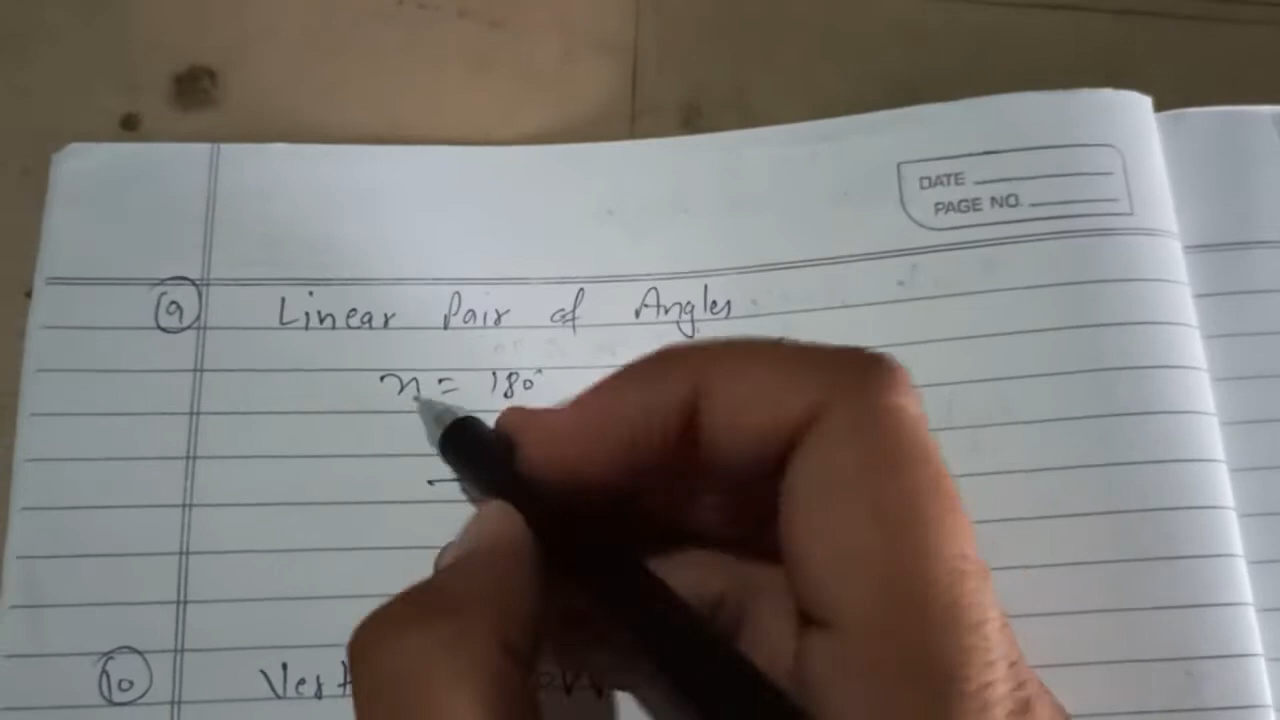 DATE
PAGE NO.
9 Linear Pair of Angles
x = 180°
10